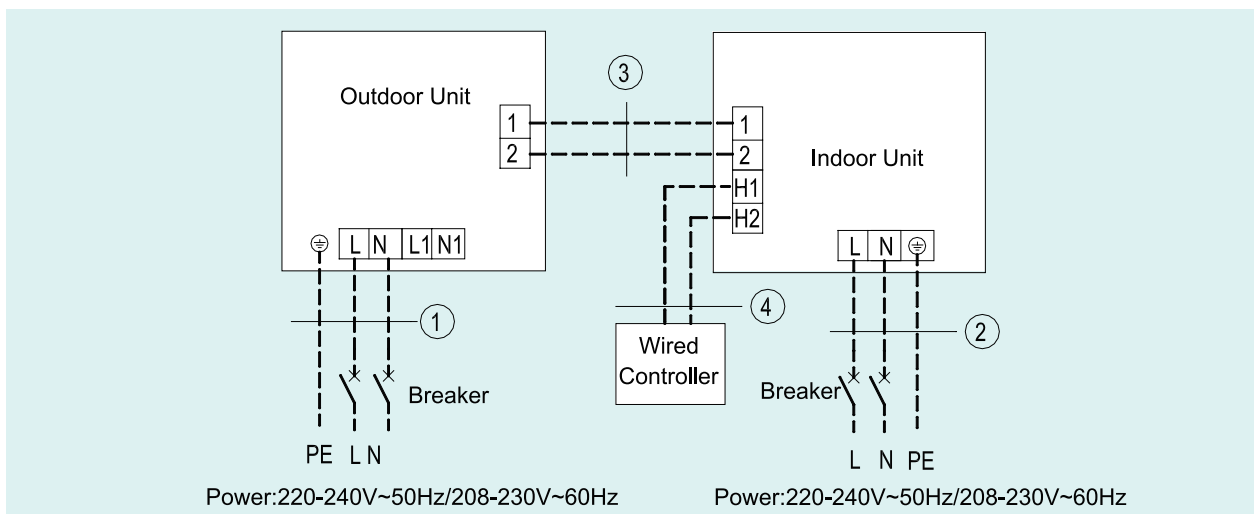 Outdoor Unit
1
2
L N L1 N1
1
PE L N
Breaker
Power:220-240V~50Hz/208-230V~60Hz
3
4
Wired
Controller
1
2
H1
H2
Indoor Unit
L N
2
Breaker
L N PE
Power:220-240V~50Hz/208-230V~60Hz